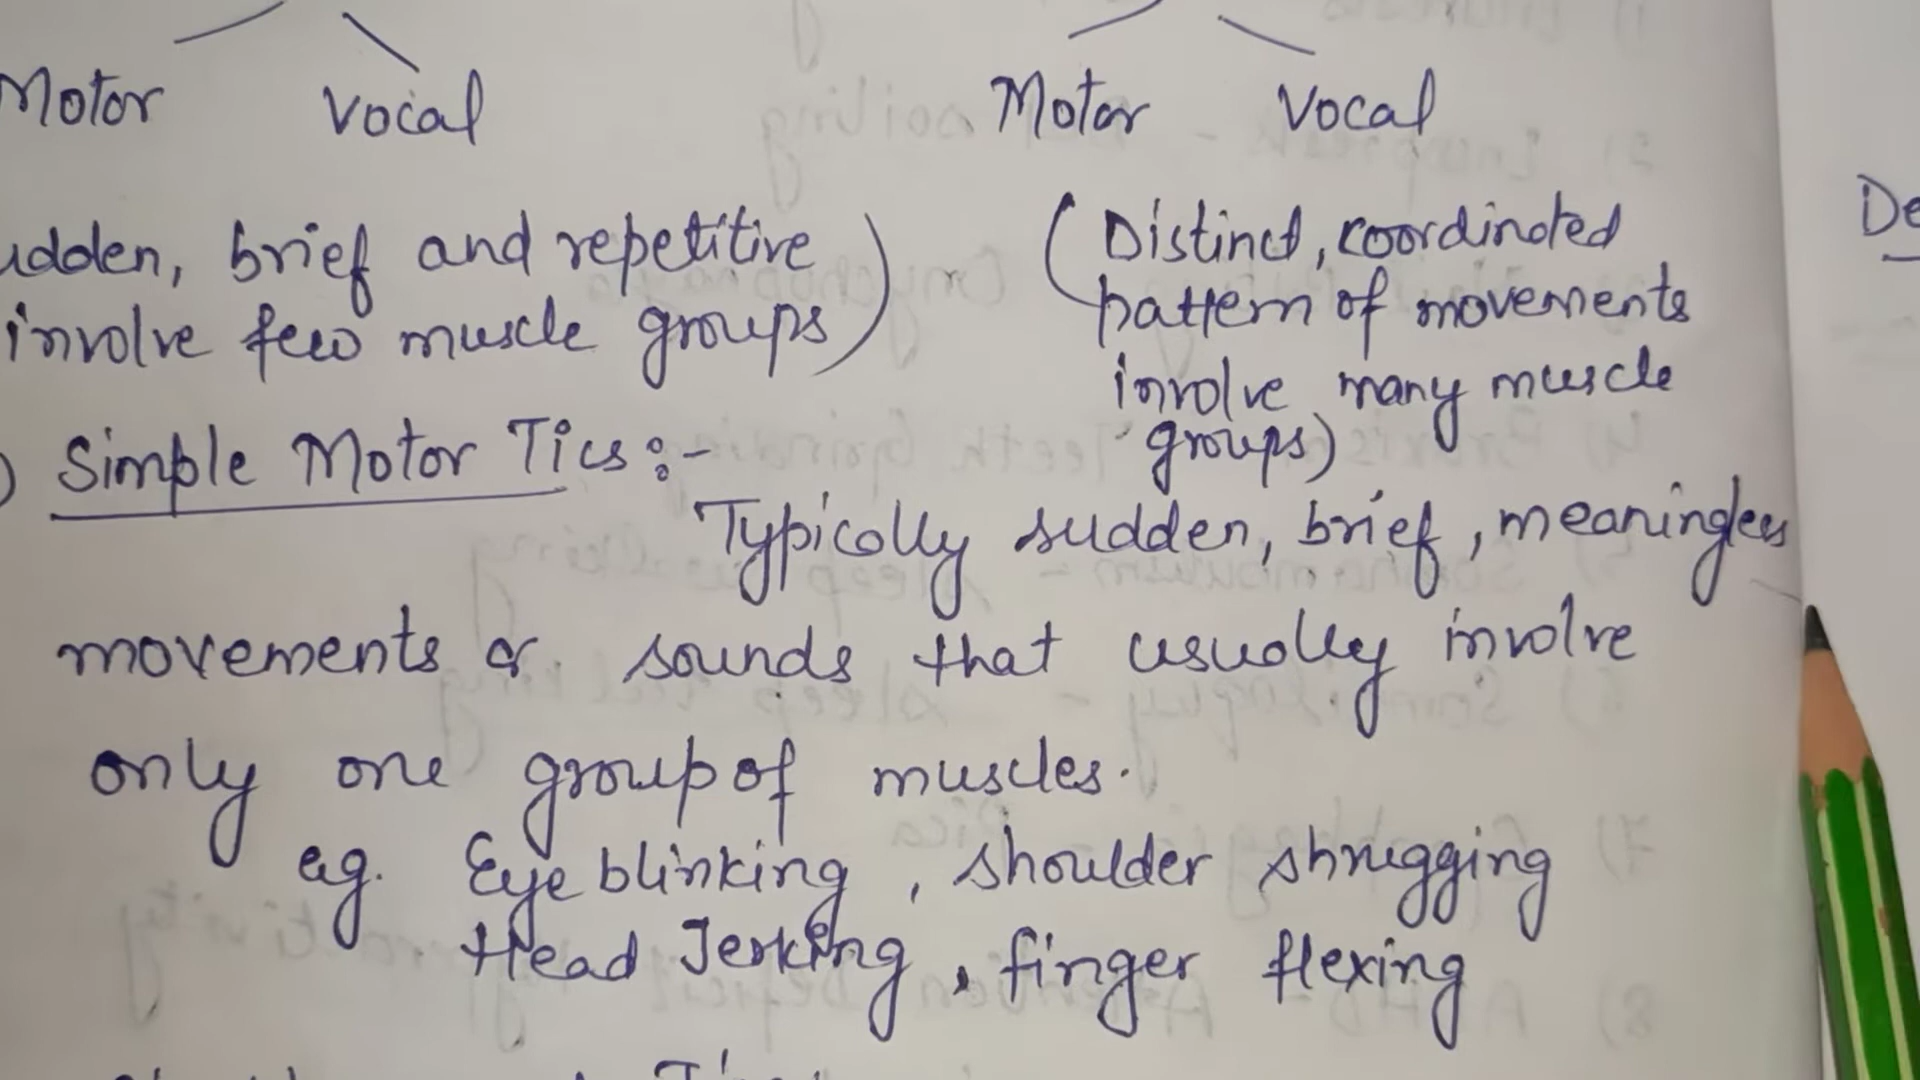 Motor Vocal Motor Vocal
udden, brief and repetitive
involve few muscle groups)
(Distinct, coordinated
pattern of movements
involve many muscle
groups)
De
Simple Motor Tics :-
Typically sudden, brief, meaningless
movements or sounds that usually involve
only one group of muscles.
eg. Eye blinking, shoulder shrugging
Head Jerking, finger flexing